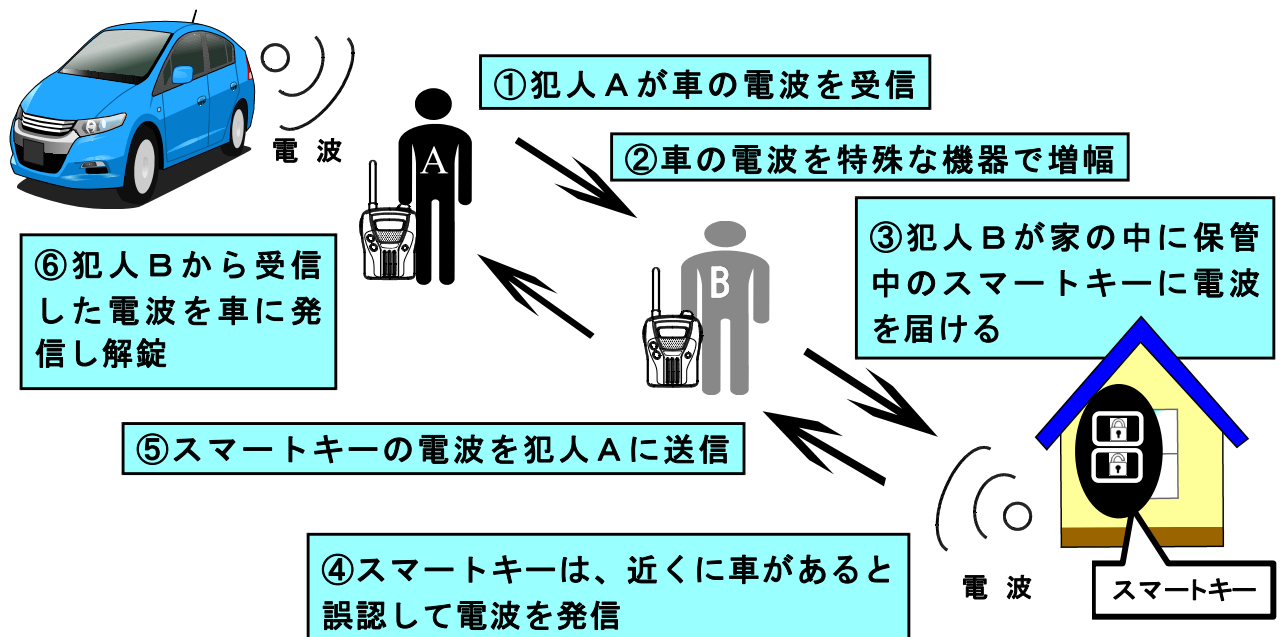 ①犯人Aが車の電波を受信
電波
A
②車の電波を特殊な機器で増幅
③犯人Bが家の中に保管
中のスマートキーに電波
を届ける
B
⑥犯人Bから受信
した電波を車に発
信し解錠
⑤スマートキーの電波を犯人Aに送信
④スマートキーは、近くに車があると
誤認して電波を発信
電波
スマートキー